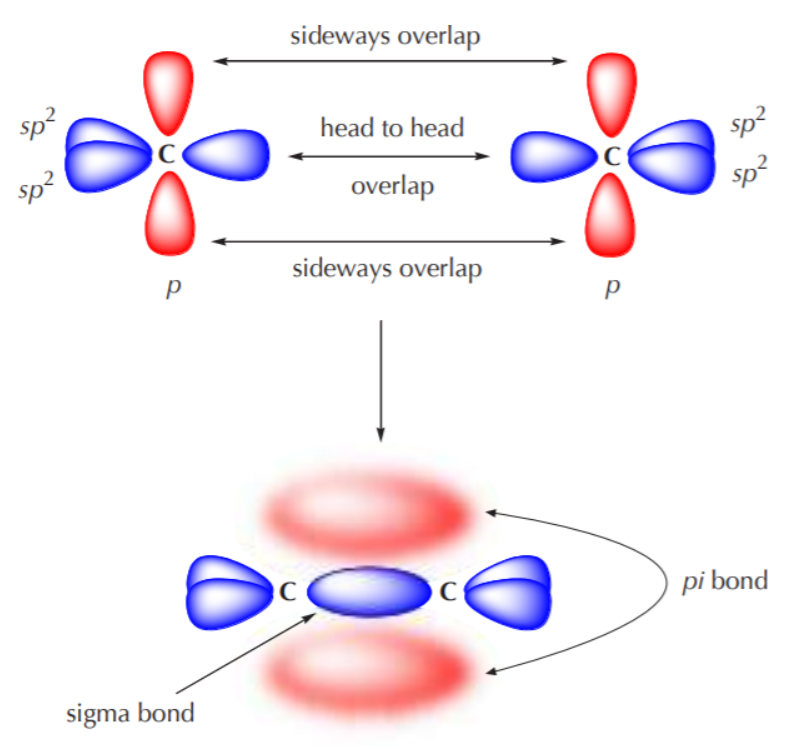 sideways overlap
sp²
sp²
C
head to head
overlap
C
sp²
sp²
sideways overlap
p
p
C
C
pi bond
sigma bond